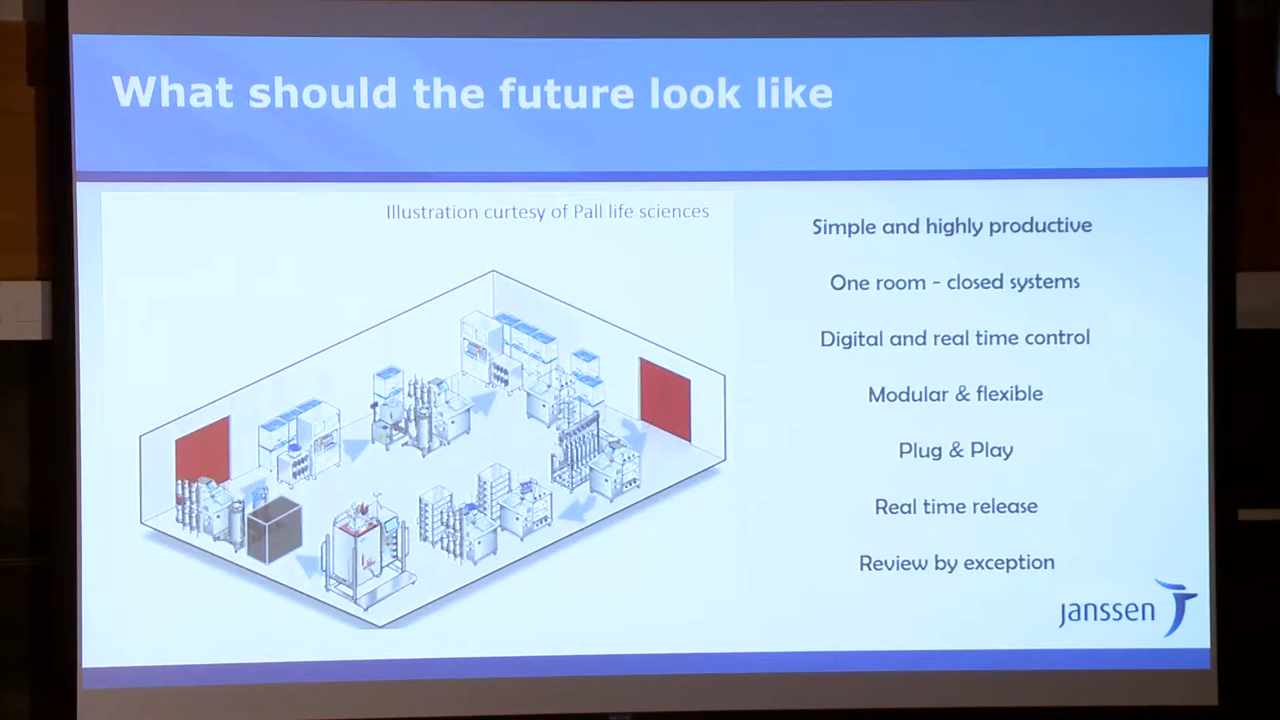 What should the future look like
Illustration curtesy of Pall life sciences
Simple and highly productive
One room - closed systems
Digital and real time control
Modular & flexible
Plug & Play
Real time release
Review by exception
janssen